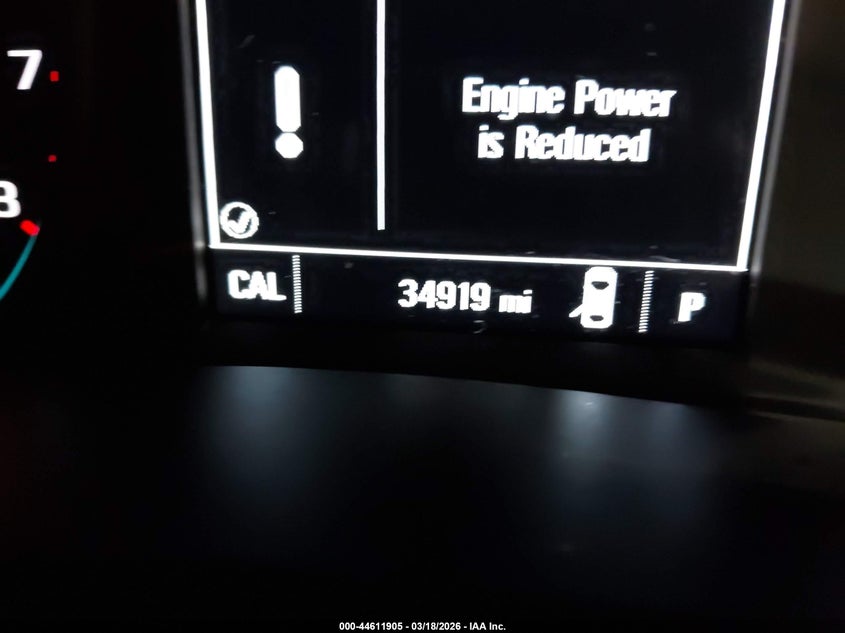 7
Engine Power
is Reduced
8
CAL 34919 mi P
000-44611905 - 03/18/2026 - IAA Inc.